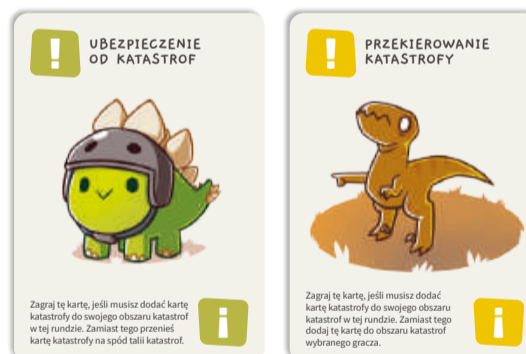 !
UBEZPIECZENIE
OD KATASTROF
Zagraj tę kartę, jeśli musisz dodać kartę
katastrofy do swojego obszaru katastrof
w tej rundzie. Zamiast tego przenieś
kartę katastrofy na spód talii katastrof.
i
!
PRZEKIEROWANIE
KATASTROFY
Zagraj tę kartę, jeśli musisz dodać
kartę katastrofy do swojego obszaru
katastrof w tej rundzie. Zamiast tego
dodaj tę kartę do obszaru katastrof
wybranego gracza.
i